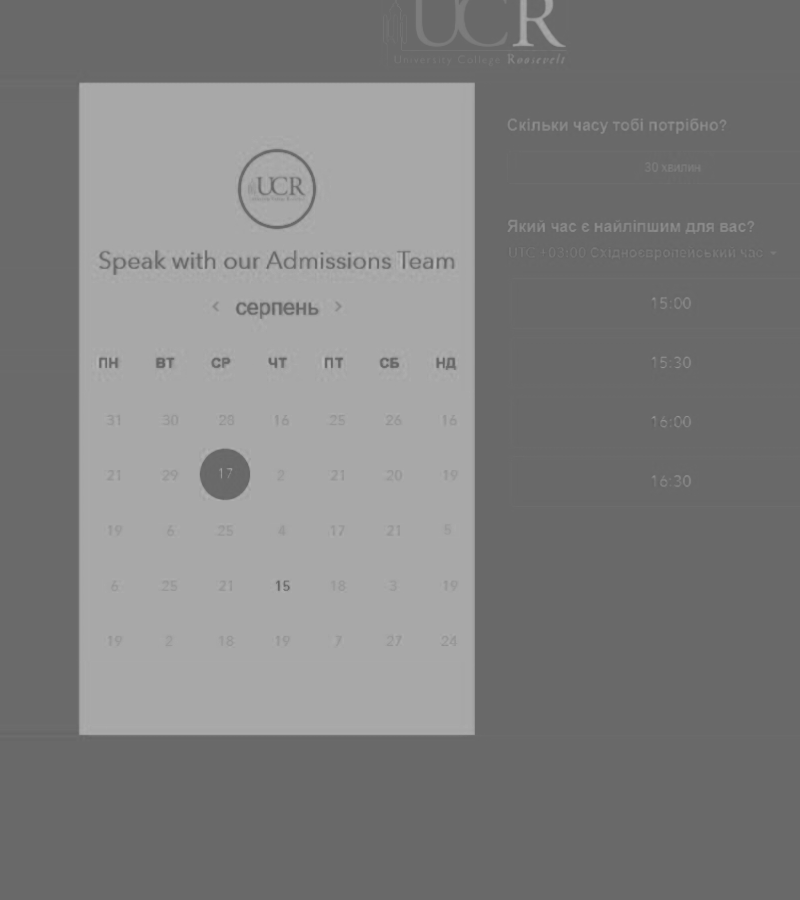 UCR
University College Roosevelt
UCR
Speak with our Admissions Team
< серпень >
ПН ВТ СР ЧТ ПТ СБ НД
31 30 28 16 25 26 16
21 29 17 2 21 20 19
19 6 25 4 17 21 5
6 25 21 15 18 3 19
19 2 18 19 7 27 24
Скільки часу тобі потрібно?
30 хвилин
Який час є найліпшим для вас?
UTC +03:00 Східноєвропейський час
15:00
15:30
16:00
16:30